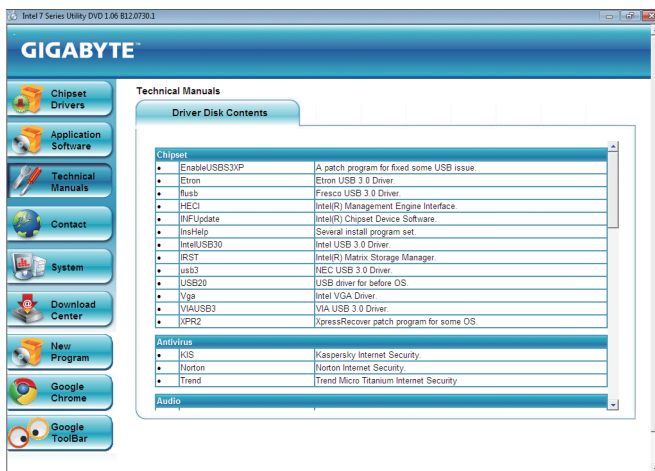 Intel 7 Series Utility DVD 1.06 B12.0730.1
GIGABYTE™
Chipset
Drivers
Application
Software
Technical
Manuals
Contact
System
Download
Center
New
Program
Google
Chrome
Google
ToolBar
Technical Manuals
Driver Disk Contents
Chipset
• EnableUSBS3XP A patch program for fixed some USB issue.
• Etron Etron USB 3.0 Driver.
• flusb Fresco USB 3.0 Driver.
• HECI Intel(R) Management Engine Interface.
• INFUpdate Intel(R) Chipset Device Software.
• InsHelp Several install program set.
• IntelUSB30 Intel USB 3.0 Driver.
• IRST Intel(R) Matrix Storage Manager.
• usb3 NEC USB 3.0 Driver.
• USB20 USB driver for before OS.
• Vga Intel VGA Driver.
• VIAUSB3 VIA USB 3.0 Driver.
• XPR2 XpressRecover patch program for some OS.
Antivirus
• KIS Kaspersky Internet Security.
• Norton Norton Internet Security.
• Trend Trend Micro Titanium Internet Security
Audio